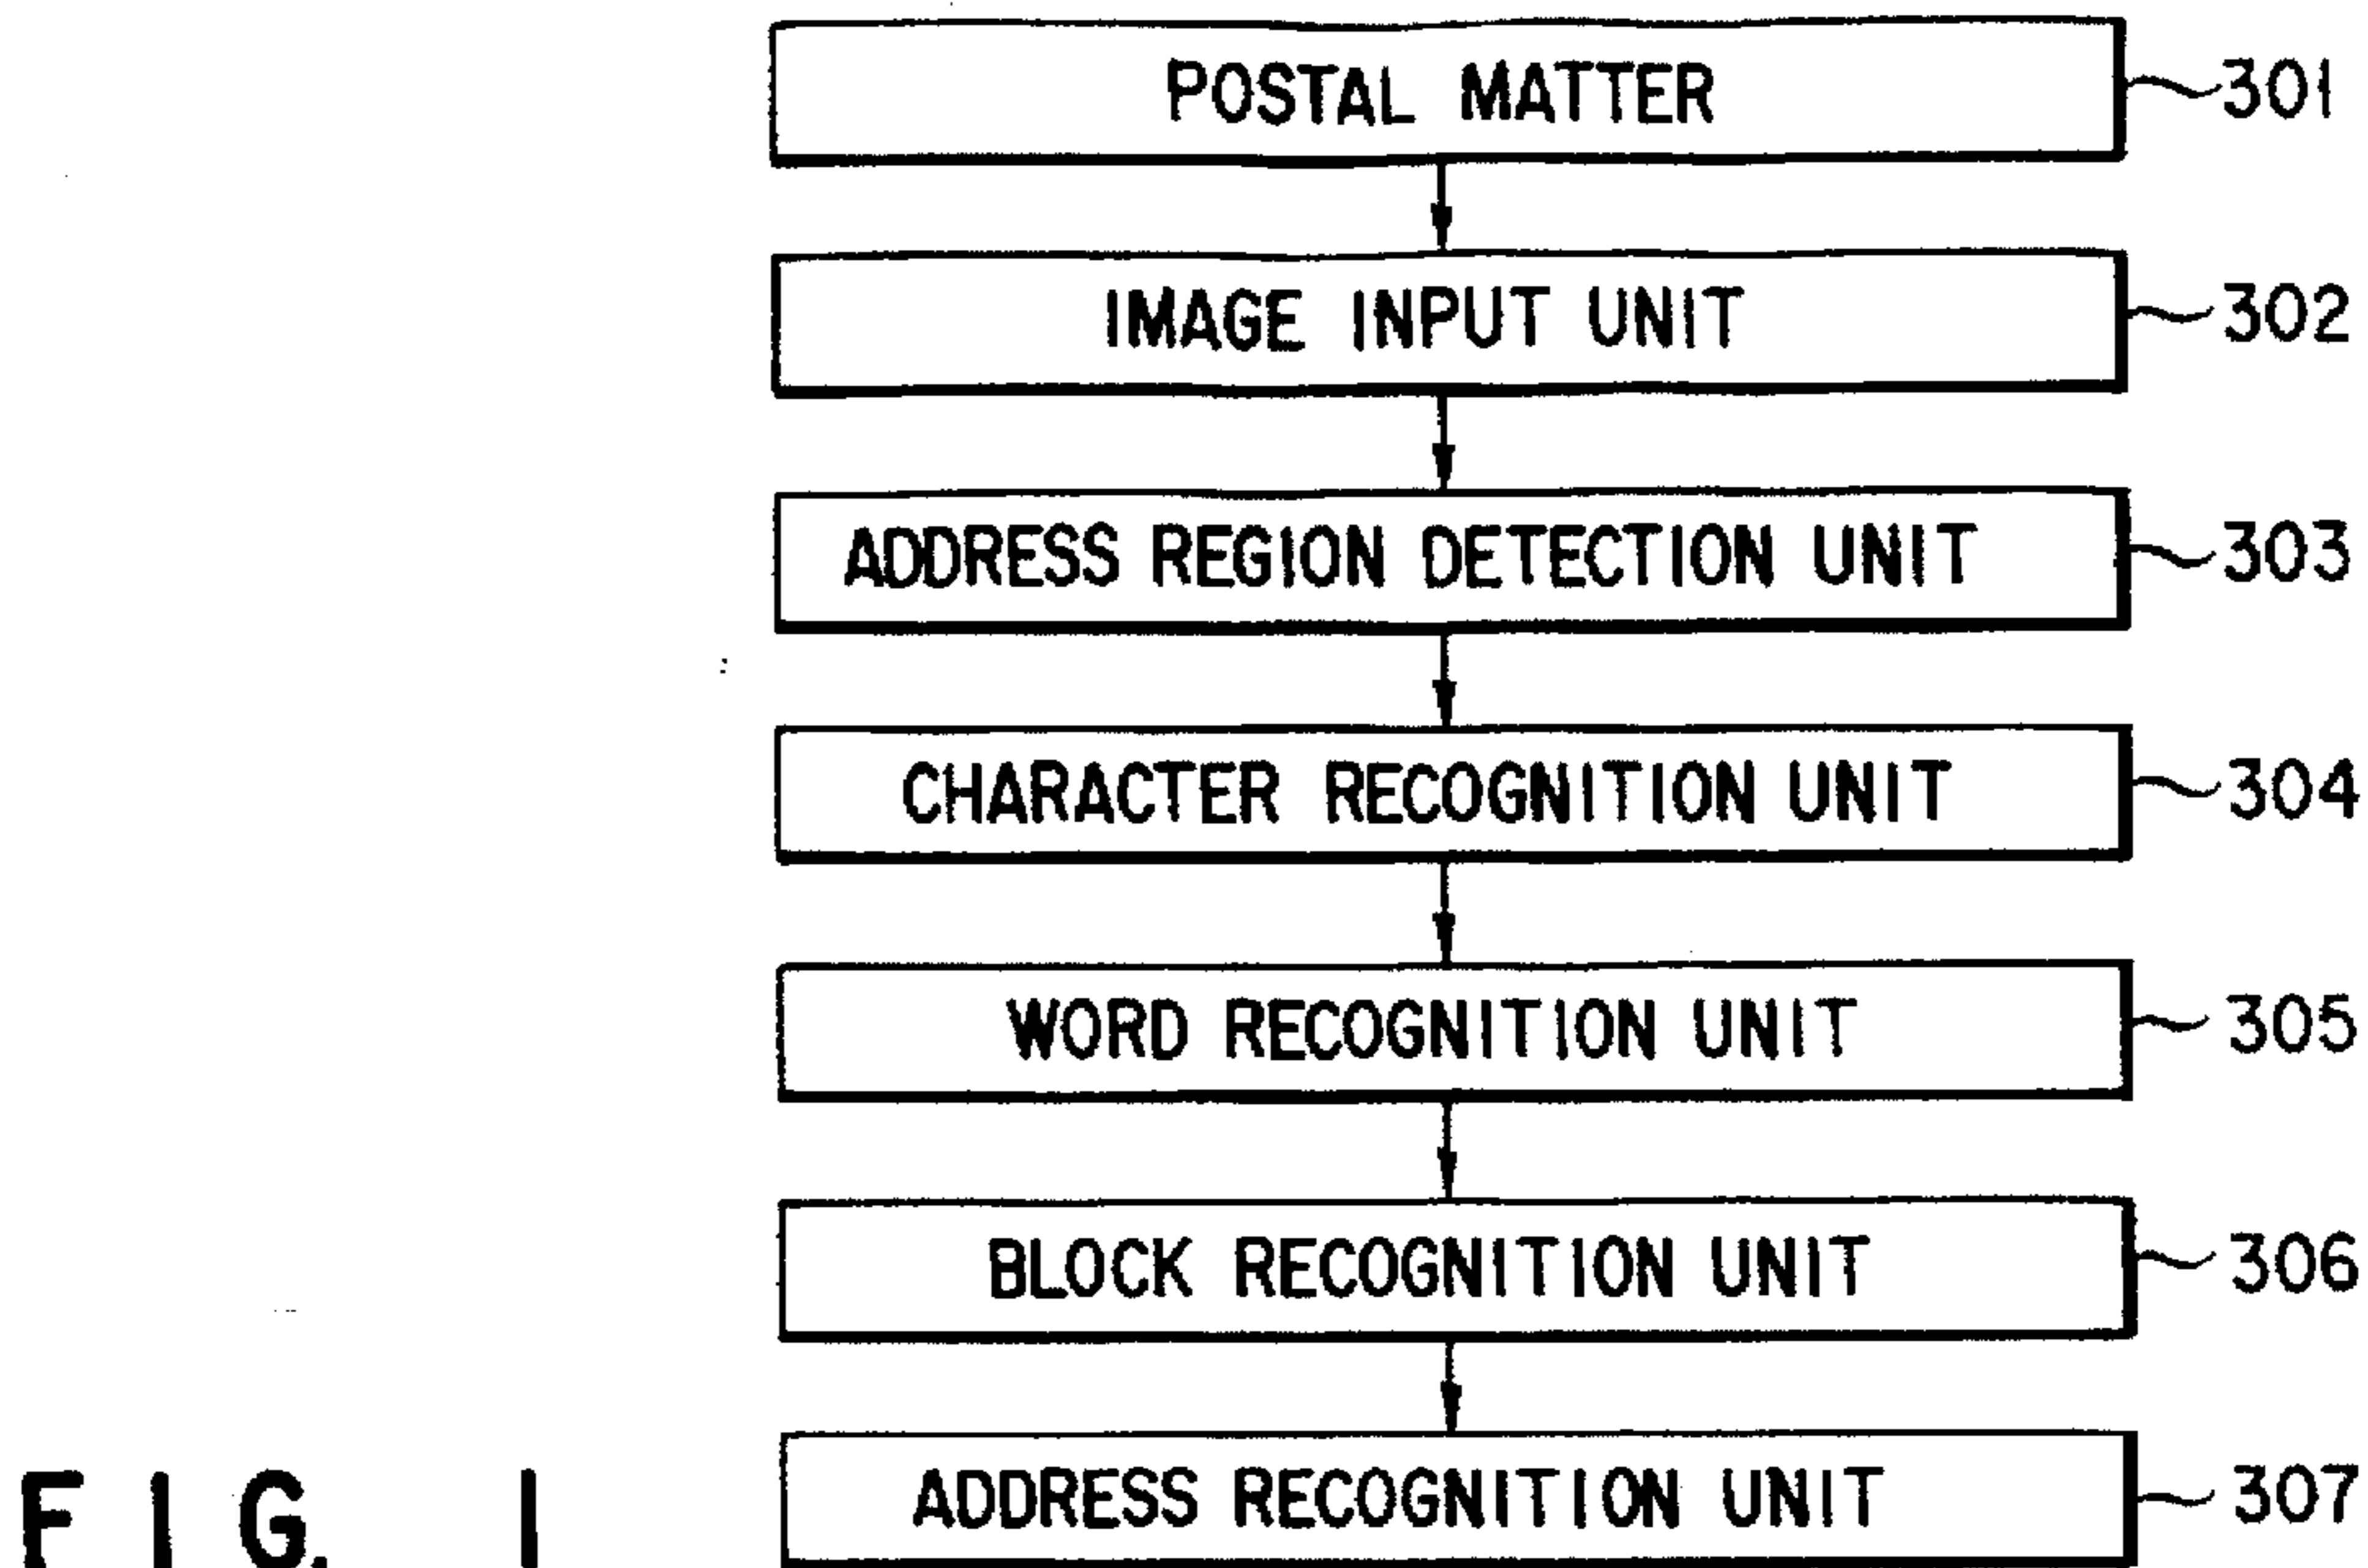 POSTAL MATTER 301
IMAGE INPUT UNIT 302
ADDRESS REGION DETECTION UNIT 303
CHARACTER RECOGNITION UNIT 304
WORD RECOGNITION UNIT 305
BLOCK RECOGNITION UNIT 306
ADDRESS RECOGNITION UNIT 307
FIG. 1